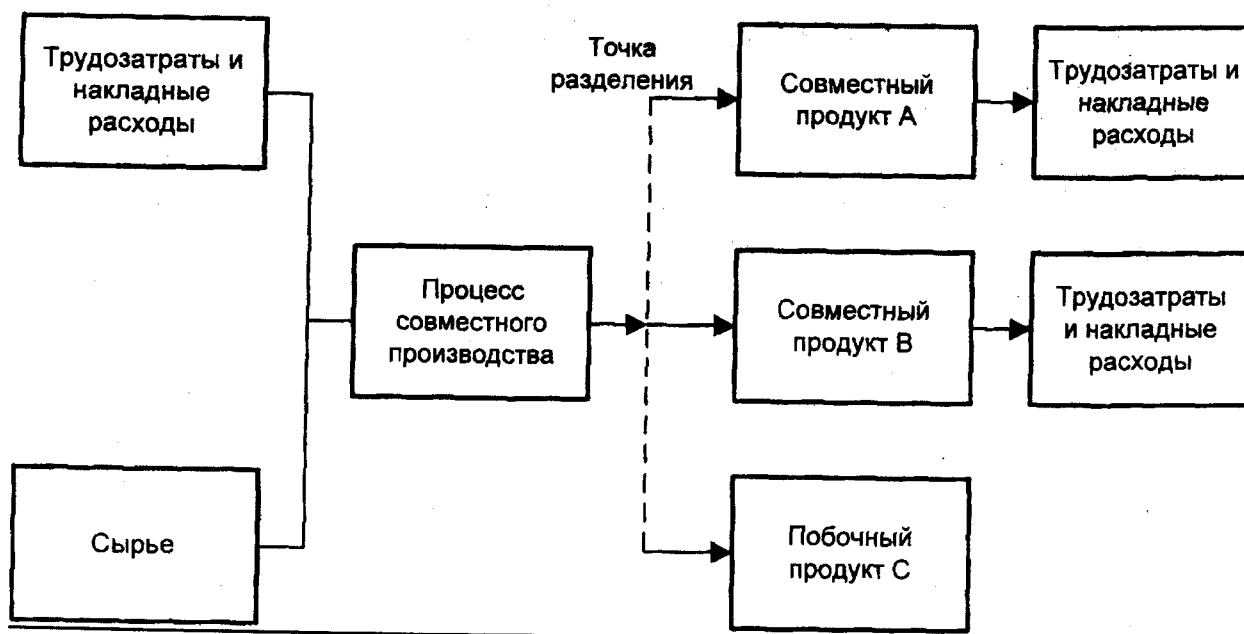 Трудозатраты и
накладные
расходы
Точка
разделения
Совместный
продукт А
Трудозатраты и
накладные
расходы
Процесс
совместного
производства
Совместный
продукт В
Трудозатраты
и накладные
расходы
Сырье
Побочный
продукт С